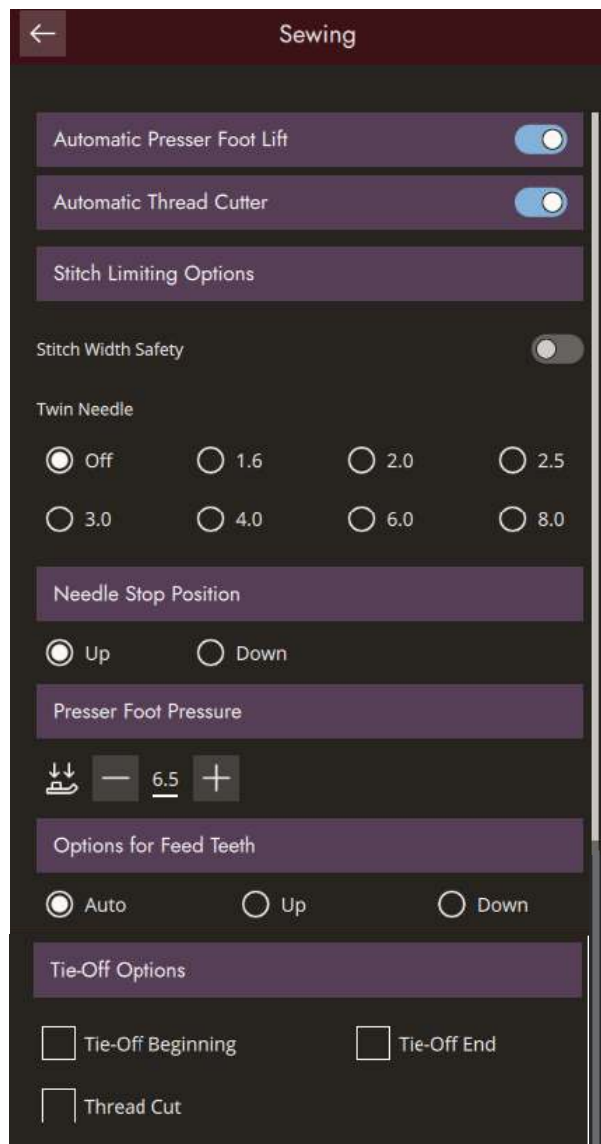 Sewing
Automatic Presser Foot Lift
Automatic Thread Cutter
Stitch Limiting Options
Stitch Width Safety
Twin Needle
Off 1.6 2.0 2.5
3.0 4.0 6.0 8.0
Needle Stop Position
Up Down
Presser Foot Pressure
6.5
Options for Feed Teeth
Auto Up Down
Tie-Off Options
Tie-Off Beginning Tie-Off End
Thread Cut